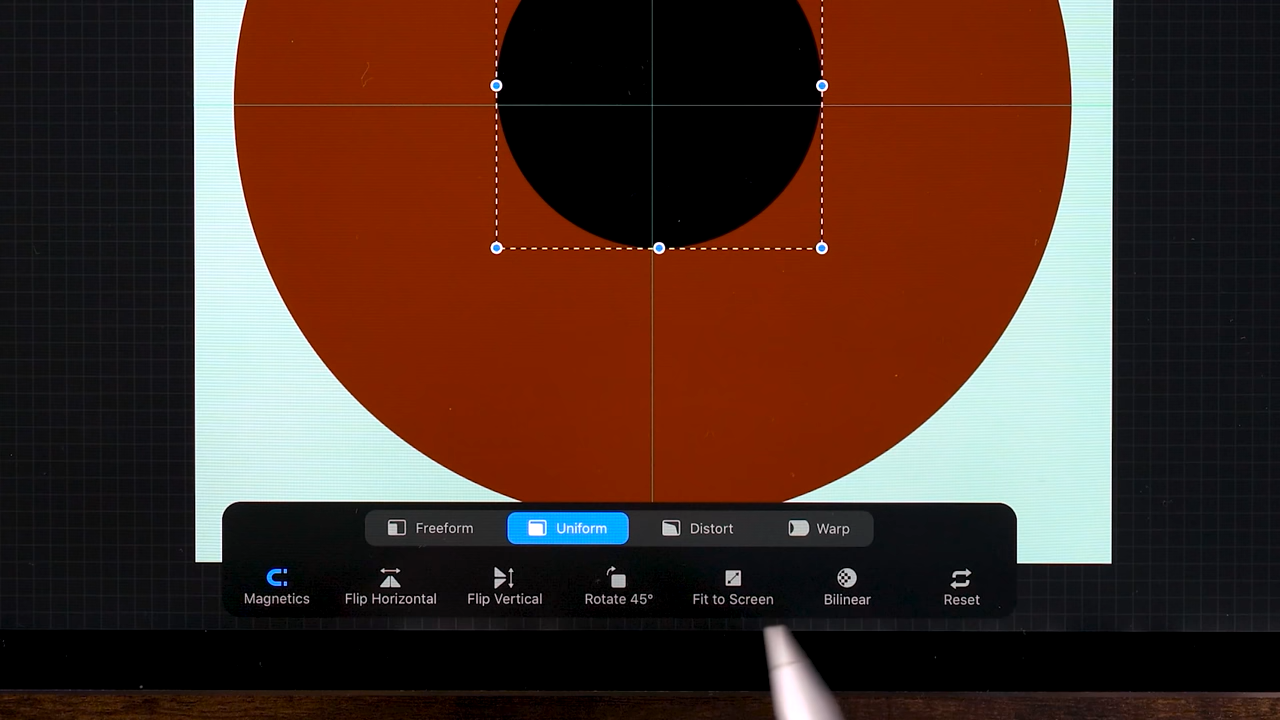 Freeform Uniform Distort Warp
Magnetics Flip Horizontal Flip Vertical Rotate 45° Fit to Screen Bilinear Reset